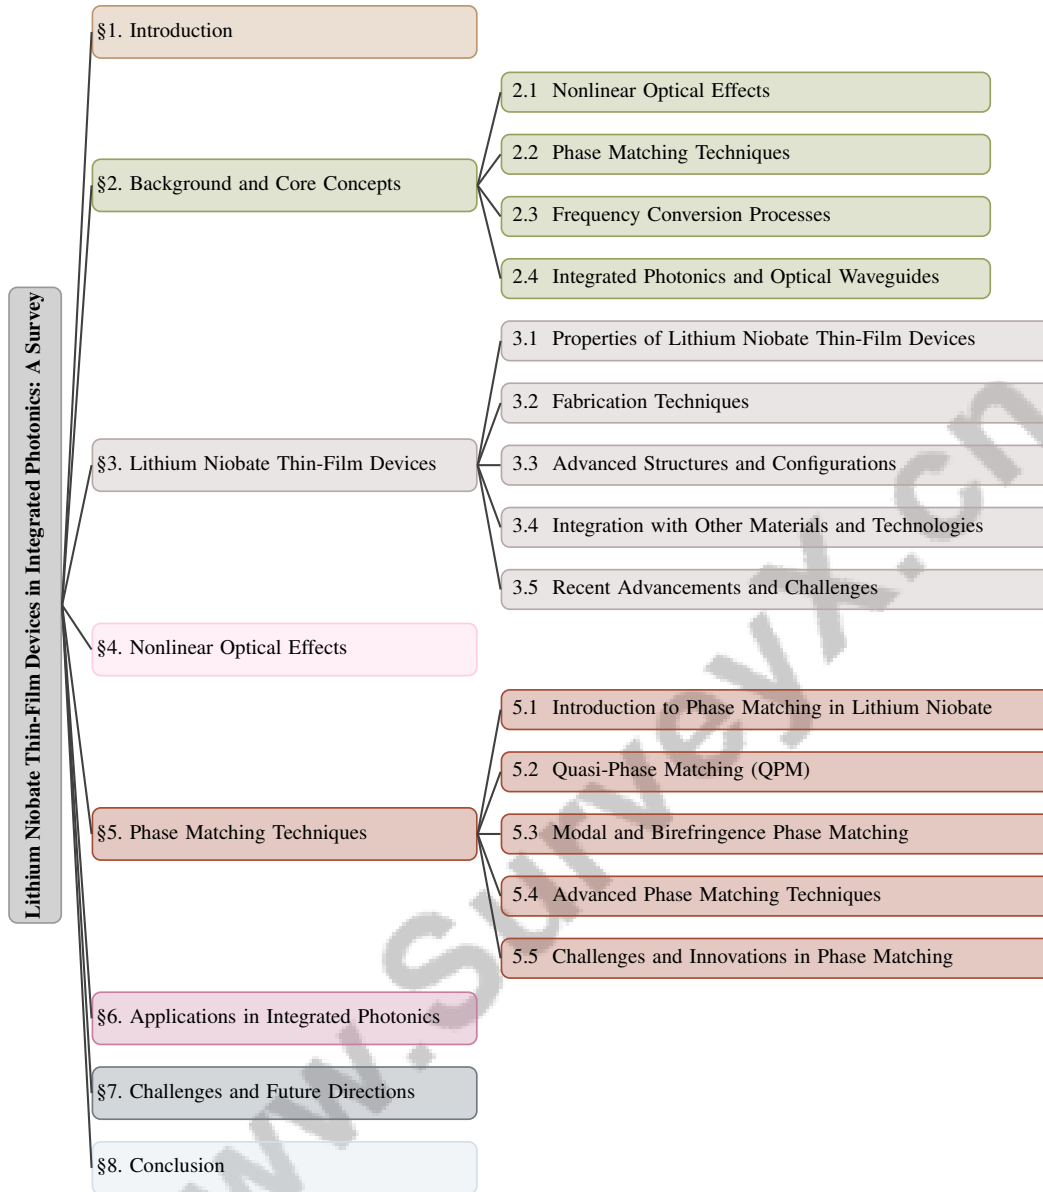 Lithium Niobate Thin-Film Devices in Integrated Photonics: A Survey
§1. Introduction
§2. Background and Core Concepts
2.1 Nonlinear Optical Effects
2.2 Phase Matching Techniques
2.3 Frequency Conversion Processes
2.4 Integrated Photonics and Optical Waveguides
§3. Lithium Niobate Thin-Film Devices
3.1 Properties of Lithium Niobate Thin-Film Devices
3.2 Fabrication Techniques
3.3 Advanced Structures and Configurations
3.4 Integration with Other Materials and Technologies
3.5 Recent Advancements and Challenges
§4. Nonlinear Optical Effects
§5. Phase Matching Techniques
5.1 Introduction to Phase Matching in Lithium Niobate
5.2 Quasi-Phase Matching (QPM)
5.3 Modal and Birefringence Phase Matching
5.4 Advanced Phase Matching Techniques
5.5 Challenges and Innovations in Phase Matching
§6. Applications in Integrated Photonics
§7. Challenges and Future Directions
§8. Conclusion
www.SurveyX.cn